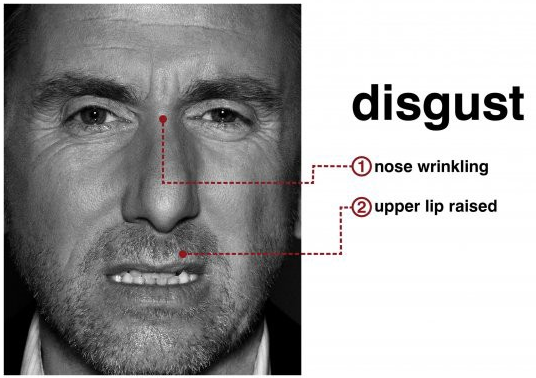 disgust
1 nose wrinkling
2 upper lip raised